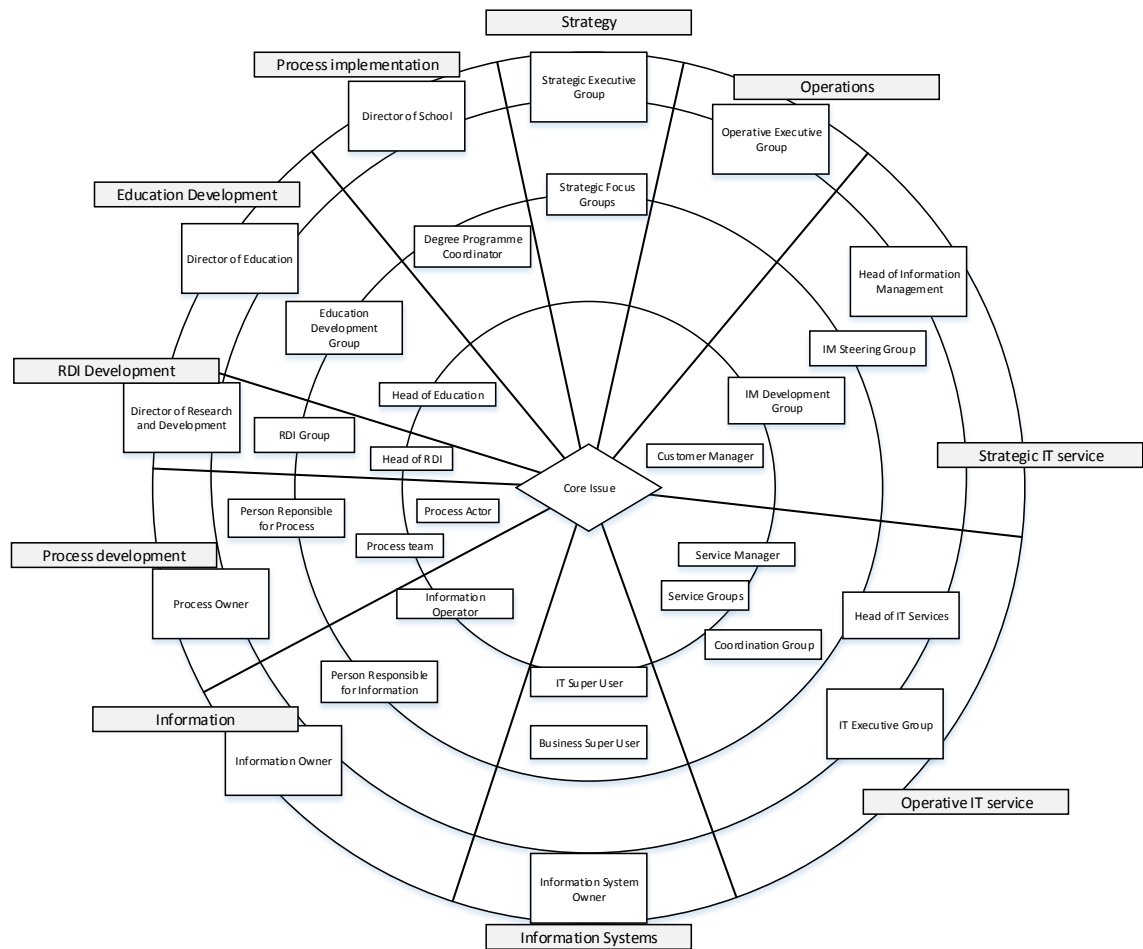 Strategy
Process implementation
Strategic Executive
Group
Operations
Director of School
Operative Executive
Group
Education Development
Strategic Focus
Groups
Degree Programme
Coordinator
Director of Education
Head of Information
Management
Education
Development
Group
IM Steering Group
RDI Development
Head of Education
IM Development
Group
Director of Research
and Development
RDI Group
Head of RDI
Customer Manager
Strategic IT service
Core Issue
Person Reponsible
for Process
Process Actor
Process team
Process development
Service Manager
Process Owner
Information
Operator
Service Groups
Head of IT Services
Coordination Group
Person Responsible
for Information
IT Super User
Information
Information Owner
Business Super User
IT Executive Group
Operative IT service
Information System
Owner
Information Systems